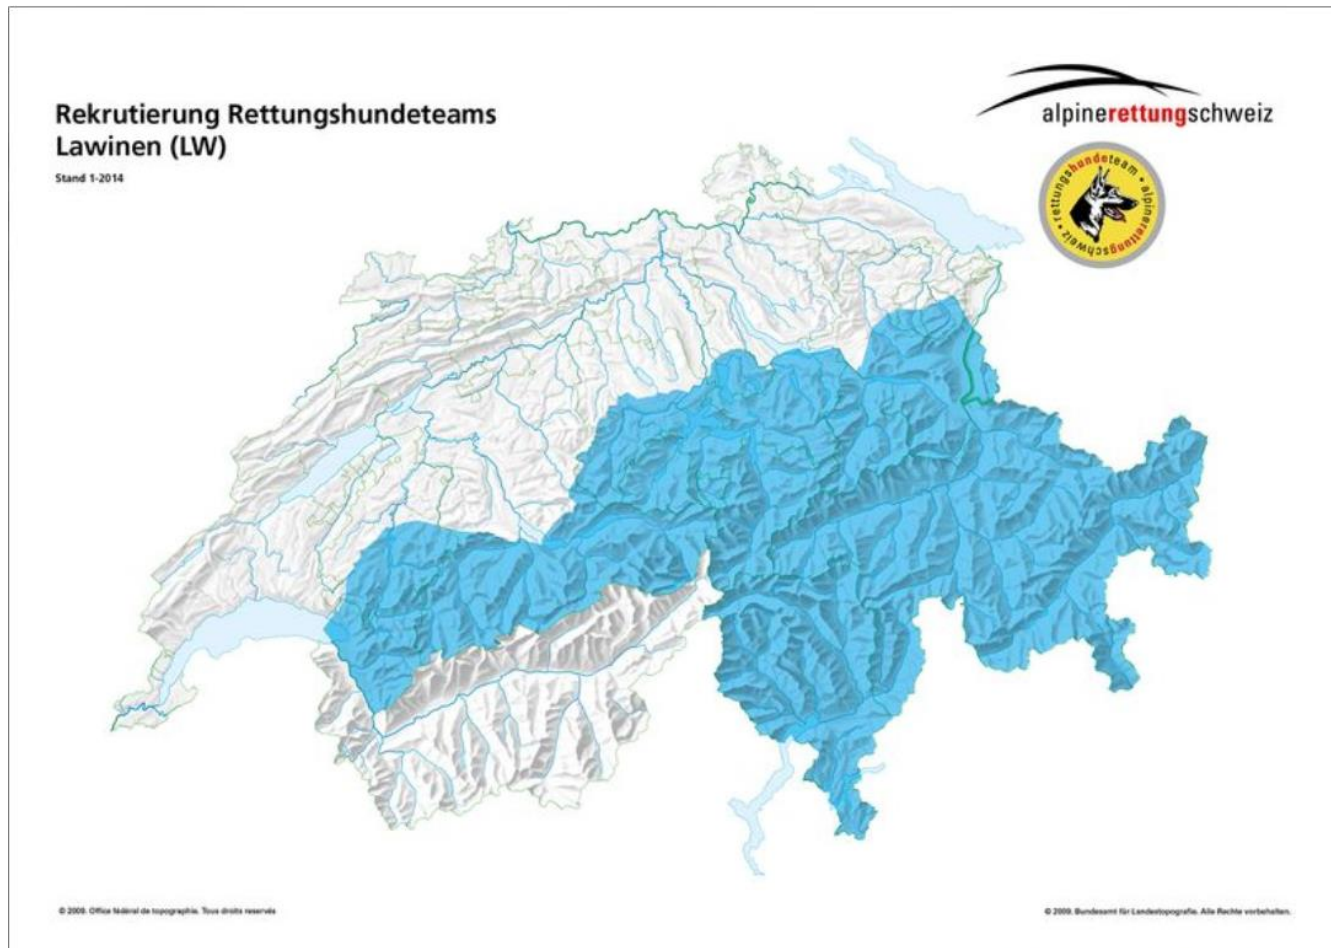 Rekrutierung Rettungshundeteams
Lawinen (LW)
Stand 1-2014
alpinerettungschweiz
rettungshundeteam • alpinerettungschweiz •
© 2009. Office fédéral de topographie. Tous droits reservés
© 2009. Bundesamt für Landestopografie. Alle Rechte vorbehalten.